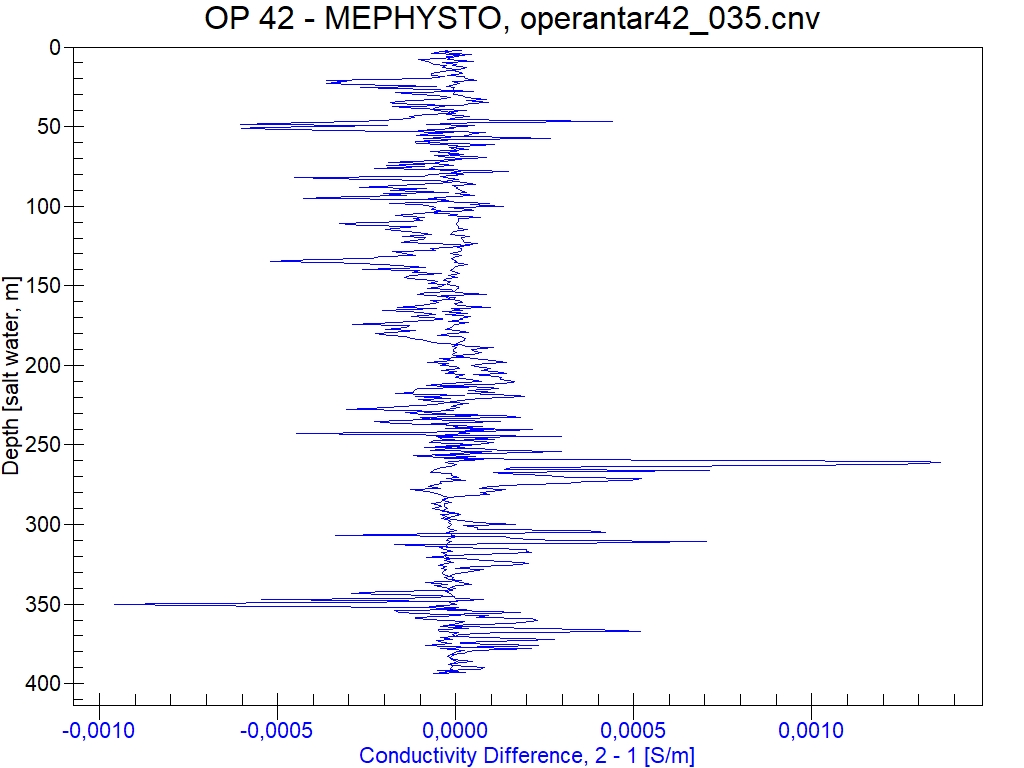 OP 42 - MEPHYSTO, operantar42_035.cnv
0
50
100
150
200
250
300
350
400
Depth [salt water, m]
-0,0010 -0,0005 0,0000 0,0005 0,0010
Conductivity Difference, 2 - 1 [S/m]